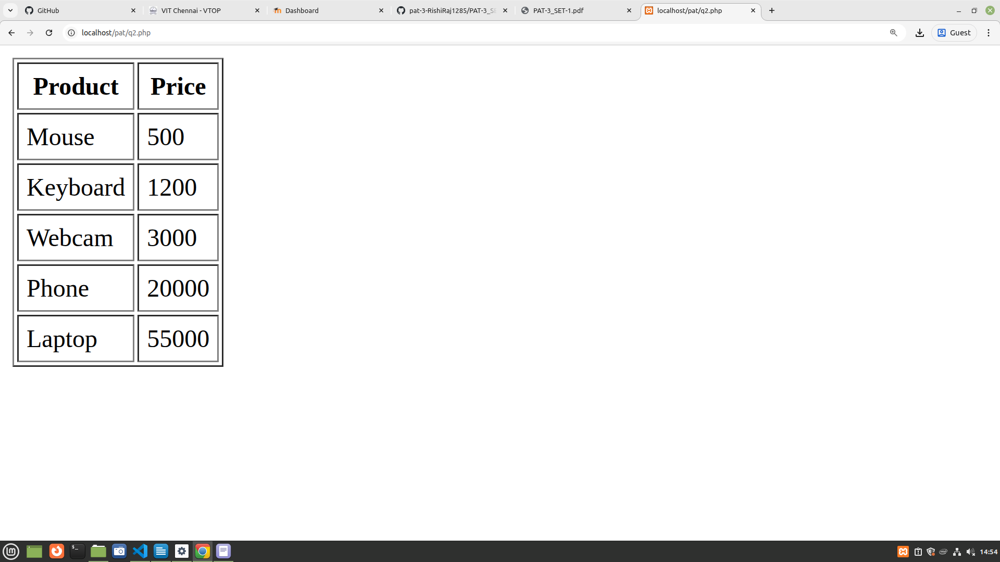 GitHub
VIT Chennai - VTOP
Dashboard
pat-3-RishiRaj1285/PAT-3_SE
PAT-3_SET-1.pdf
localhost/pat/q2.php
localhost/pat/q2.php
Guest
Product Price
Mouse 500
Keyboard 1200
Webcam 3000
Phone 20000
Laptop 55000
14:54